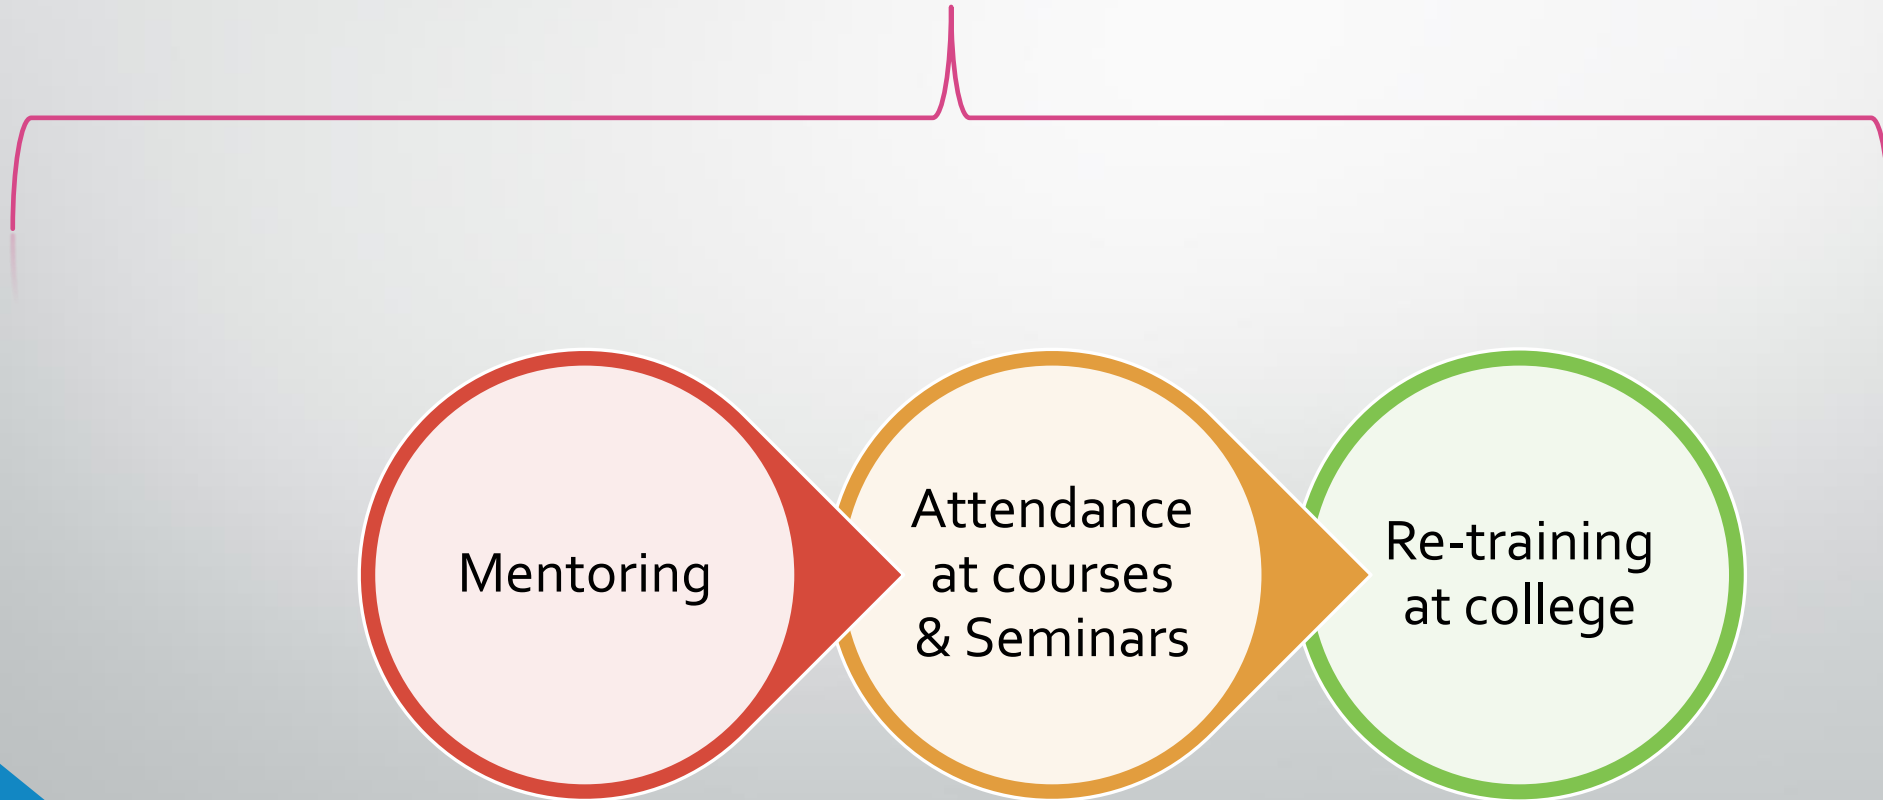 Mentoring
Attendance
at courses
& Seminars
Re-training
at college